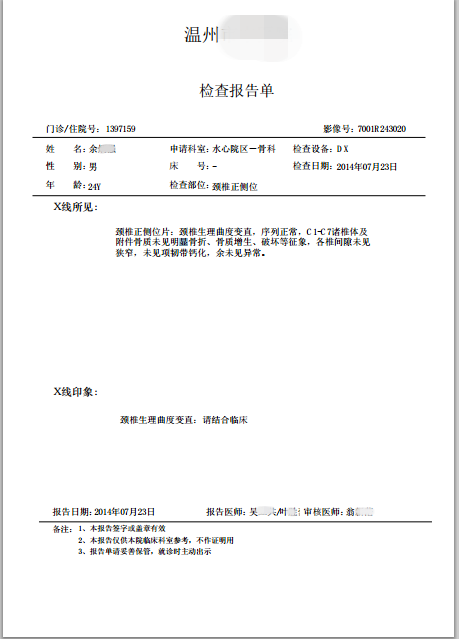 温州
检查报告单
门诊/住院号: 1397159 影像号: 7001R243020
姓 名: 余 申请科室: 水心院区一骨科 检查设备: DX
性 别: 男 床 号: - 检查日期: 2014年07月23日
年 龄: 24Y 检查部位: 颈椎正侧位
X线所见:
颈椎正侧位片: 颈椎生理曲度变直, 序列正常, C1-C7诸椎体及
附件骨质未见明显骨折、骨质增生、破坏等征象, 各椎间隙未见
狭窄, 未见项韧带钙化, 余未见异常。
X线印象:
颈椎生理曲度变直: 请结合临床
报告日期: 2014年07月23日 报告医师: 吴 /叶 审核医师: 翁
备注: 1、本报告签字或盖章有效
2、本报告仅供本院临床科室参考, 不作证明用
3、报告单请妥善保管, 就诊时主动出示